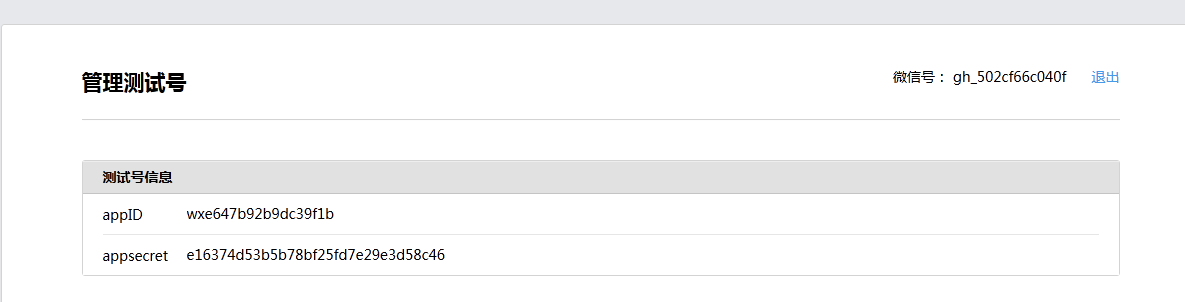 管理测试号
微信号： gh_502cf66c040f 退出
测试号信息
appID wxe647b92b9dc39f1b
appsecret e16374d53b5b78bf25fd7e29e3d58c46